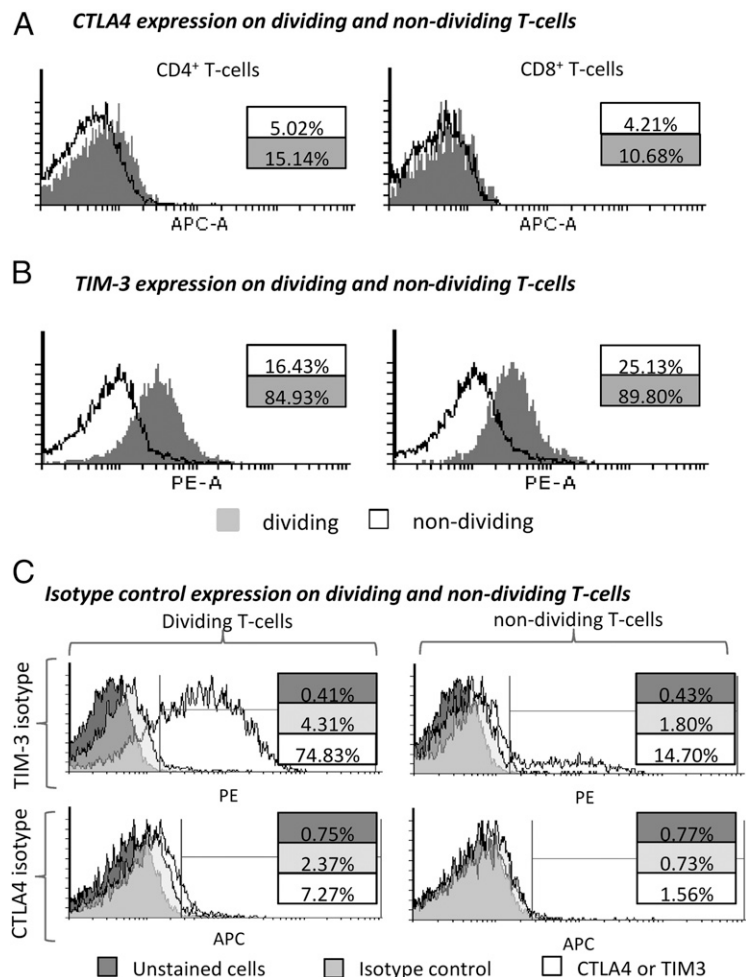 A
CTLA4 expression on dividing and non-dividing T-cells
CD4⁺ T-cells
CD8⁺ T-cells
5.02%
15.14%
4.21%
10.68%
APC-A
APC-A
B
TIM-3 expression on dividing and non-dividing T-cells
16.43%
84.93%
25.13%
89.80%
PE-A
PE-A
dividing
non-dividing
C
Isotype control expression on dividing and non-dividing T-cells
Dividing T-cells
non-dividing T-cells
TIM-3 isotype
0.41%
4.31%
74.83%
0.43%
1.80%
14.70%
PE
PE
CTLA4 isotype
0.75%
2.37%
7.27%
0.77%
0.73%
1.56%
APC
APC
Unstained cells
Isotype control
CTLA4 or TIM3